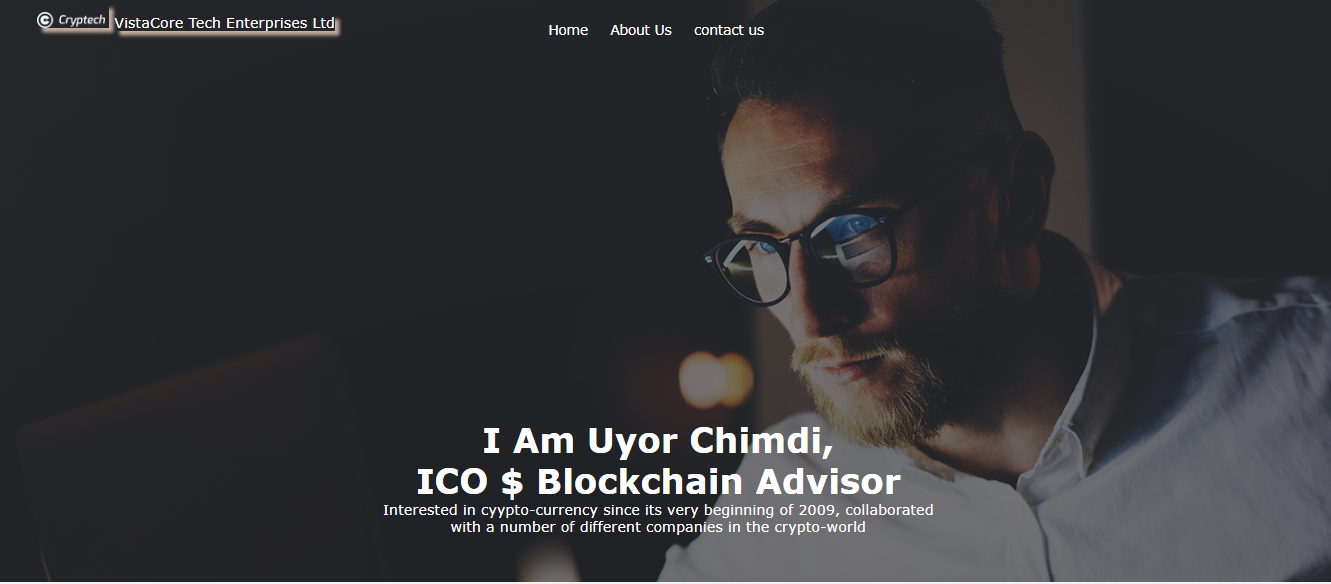 © Cryptech VistaCore Tech Enterprises Ltd
Home About Us contact us
I Am Uyor Chimdi,
ICO $ Blockchain Advisor
Interested in cyypto-currency since its very beginning of 2009, collaborated
with a number of different companies in the crypto-world